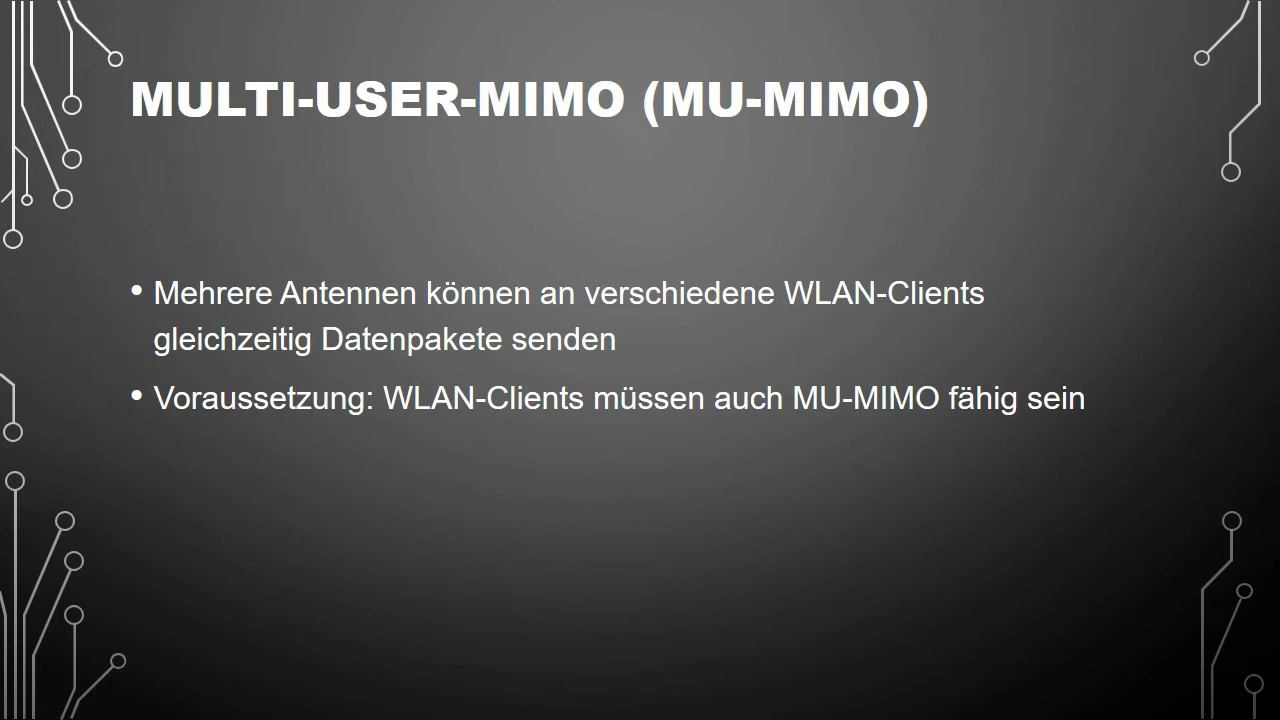 MULTI-USER-MIMO (MU-MIMO)
• Mehrere Antennen können an verschiedene WLAN-Clients
gleichzeitig Datenpakete senden
• Voraussetzung: WLAN-Clients müssen auch MU-MIMO fähig sein